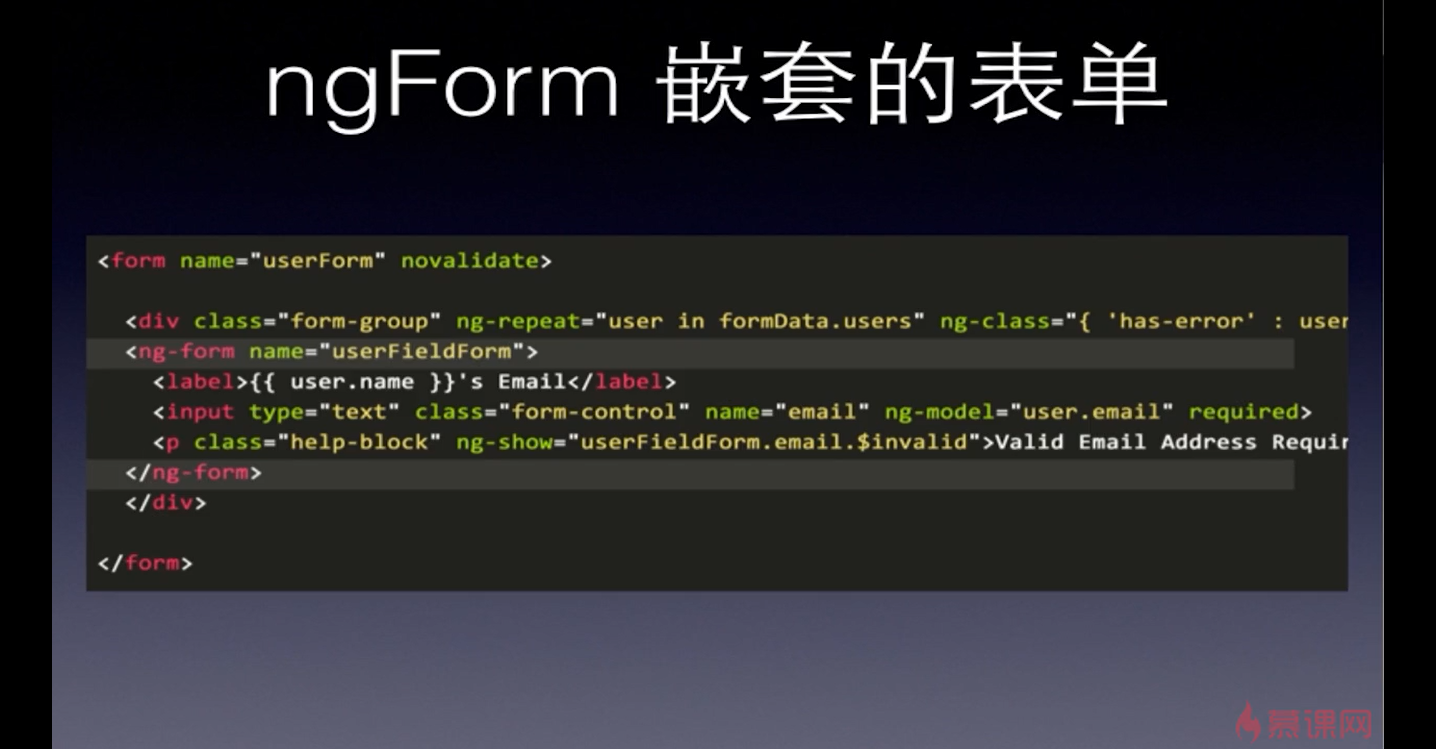 ngForm 嵌套的表单
<form name="userForm" novalidate>
<div class="form-group" ng-repeat="user in formData.users" ng-class="{ 'has-error' : user
<ng-form name="userFieldForm">
<label>{{ user.name }}'s Email</label>
<input type="text" class="form-control" name="email" ng-model="user.email" required>
<p class="help-block" ng-show="userFieldForm.email.$invalid">Valid Email Address Requir
</ng-form>
</div>
</form>
慕课网